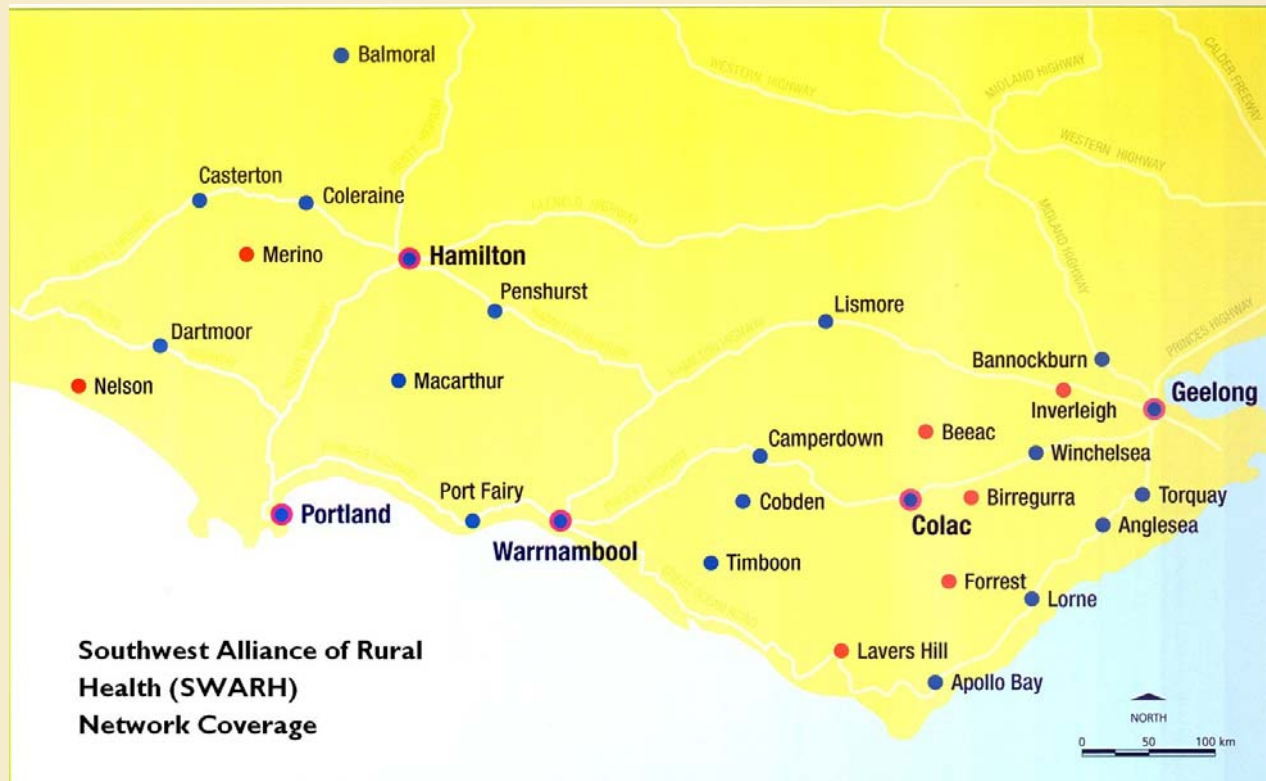 Balmoral
WESTERN HIGHWAY
MIDLAND HIGHWAY
CALDER FREEWAY
WESTERN HIGHWAY
Casterton
Coleraine
GLENELG HIGHWAY
MIDLAND HIGHWAY
Merino
Hamilton
Penshurst
Lismore
HAMILTON HIGHWAY
PRINCES HIGHWAY
Dartmoor
Bannockburn
Nelson
Macarthur
Inverleigh
Geelong
Camperdown
Beeac
Winchelsea
Port Fairy
Cobden
Birregurra
Torquay
Portland
Colac
Anglesea
Warrnambool
Timboon
Forrest
Lorne
GREAT OCEAN ROAD
Lavers Hill
Apollo Bay
Southwest Alliance of Rural
Health (SWARH)
Network Coverage
NORTH
0 50 100 km